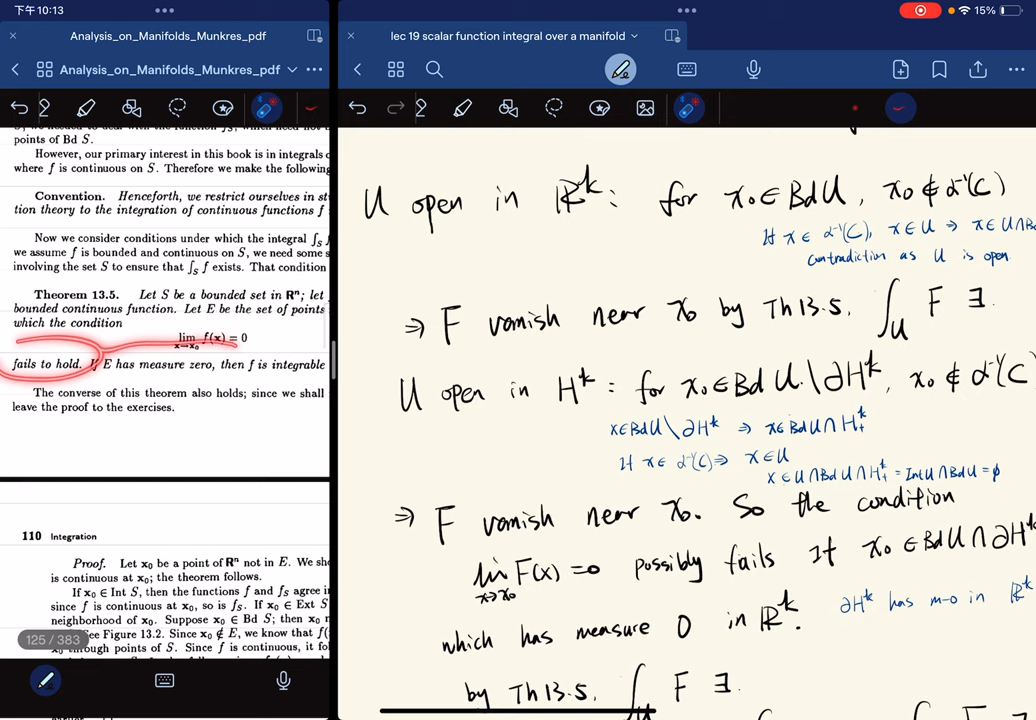 下午10:13
15%
Analysis_on_Manifolds_Munkres_pdf
Analysis_on_Manifolds_Munkres_pdf
points of Bd S.
However, our primary interest in this book is in integrals
where f is continuous on S. Therefore we make the following
Convention. Henceforth, we restrict ourselves in st
tion theory to the integration of continuous functions f
Now we consider conditions under which the integral ∫_S f
we assume f is bounded and continuous on S, we need some s
involving the set S to ensure that ∫_S f exists. That condition
Theorem 13.5. Let S be a bounded set in Rⁿ; let
bounded continuous function. Let E be the set of points
which the condition
lim f(x) = 0
x→x₀
fails to hold. If E has measure zero, then f is integrable
The converse of this theorem also holds; since we shall
leave the proof to the exercises.
110 Integration
Proof. Let x₀ be a point of Rⁿ not in E. We sh
is continuous at x₀; the theorem follows.
If x₀ ∈ Int S, then the functions f and f_S agree i
since f is continuous at x₀, so is f_S. If x₀ ∈ Ext S
neighborhood of x₀. Suppose x₀ ∈ Bd S; then x₀ n
See Figure 13.2. Since x₀ ∉ E, we know that f(
through points of S. Since f is continuous, it fo
125 / 383
lec 19 scalar function integral over a manifold
U open in ℝᵏ: for x₀ ∈ Bd U, x₀ ∉ α⁻¹(C)
If x ∈ α⁻¹(C), x ∈ U ⇒ x ∈ U ∩ Bd
contradiction as U is open
⇒ F vanish near x₀ by Th13.5. ∫_U F ∃.
U open in Hᵏ: for x₀ ∈ Bd U \ ∂Hᵏ, x₀ ∉ α⁻¹(C
x ∈ Bd U \ ∂Hᵏ ⇒ x ∈ Bd U ∩ H₊ᵏ
If x ∈ α⁻¹(C) ⇒ x ∈ U
x ∈ U ∩ Bd U ∩ H₊ᵏ = Int U ∩ Bd U = ϕ
⇒ F vanish near x₀. So the condition
lim F(x) = 0 possibly fails if x₀ ∈ Bd U ∩ ∂Hᵏ
x→x₀
which has measure 0 in ℝᵏ.
∂Hᵏ has m-0 in ℝᵏ
by Th13.5. ∫_U F ∃.